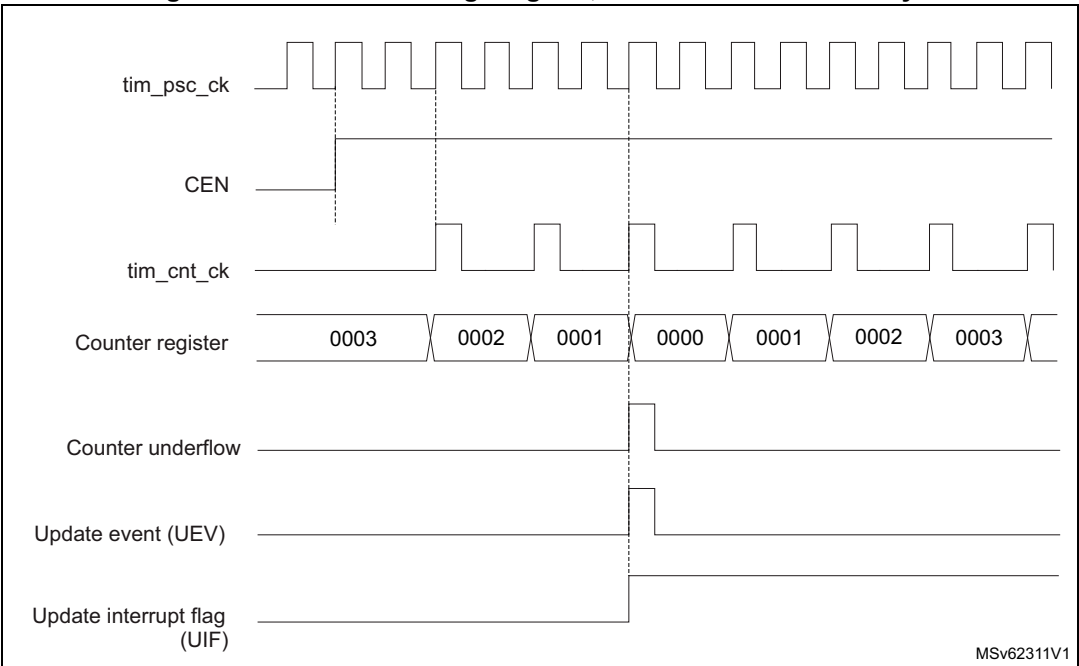 tim_psc_ck
CEN
tim_cnt_ck
Counter register
0003 0002 0001 0000 0001 0002 0003
Counter underflow
Update event (UEV)
Update interrupt flag
(UIF)
MSv62311V1